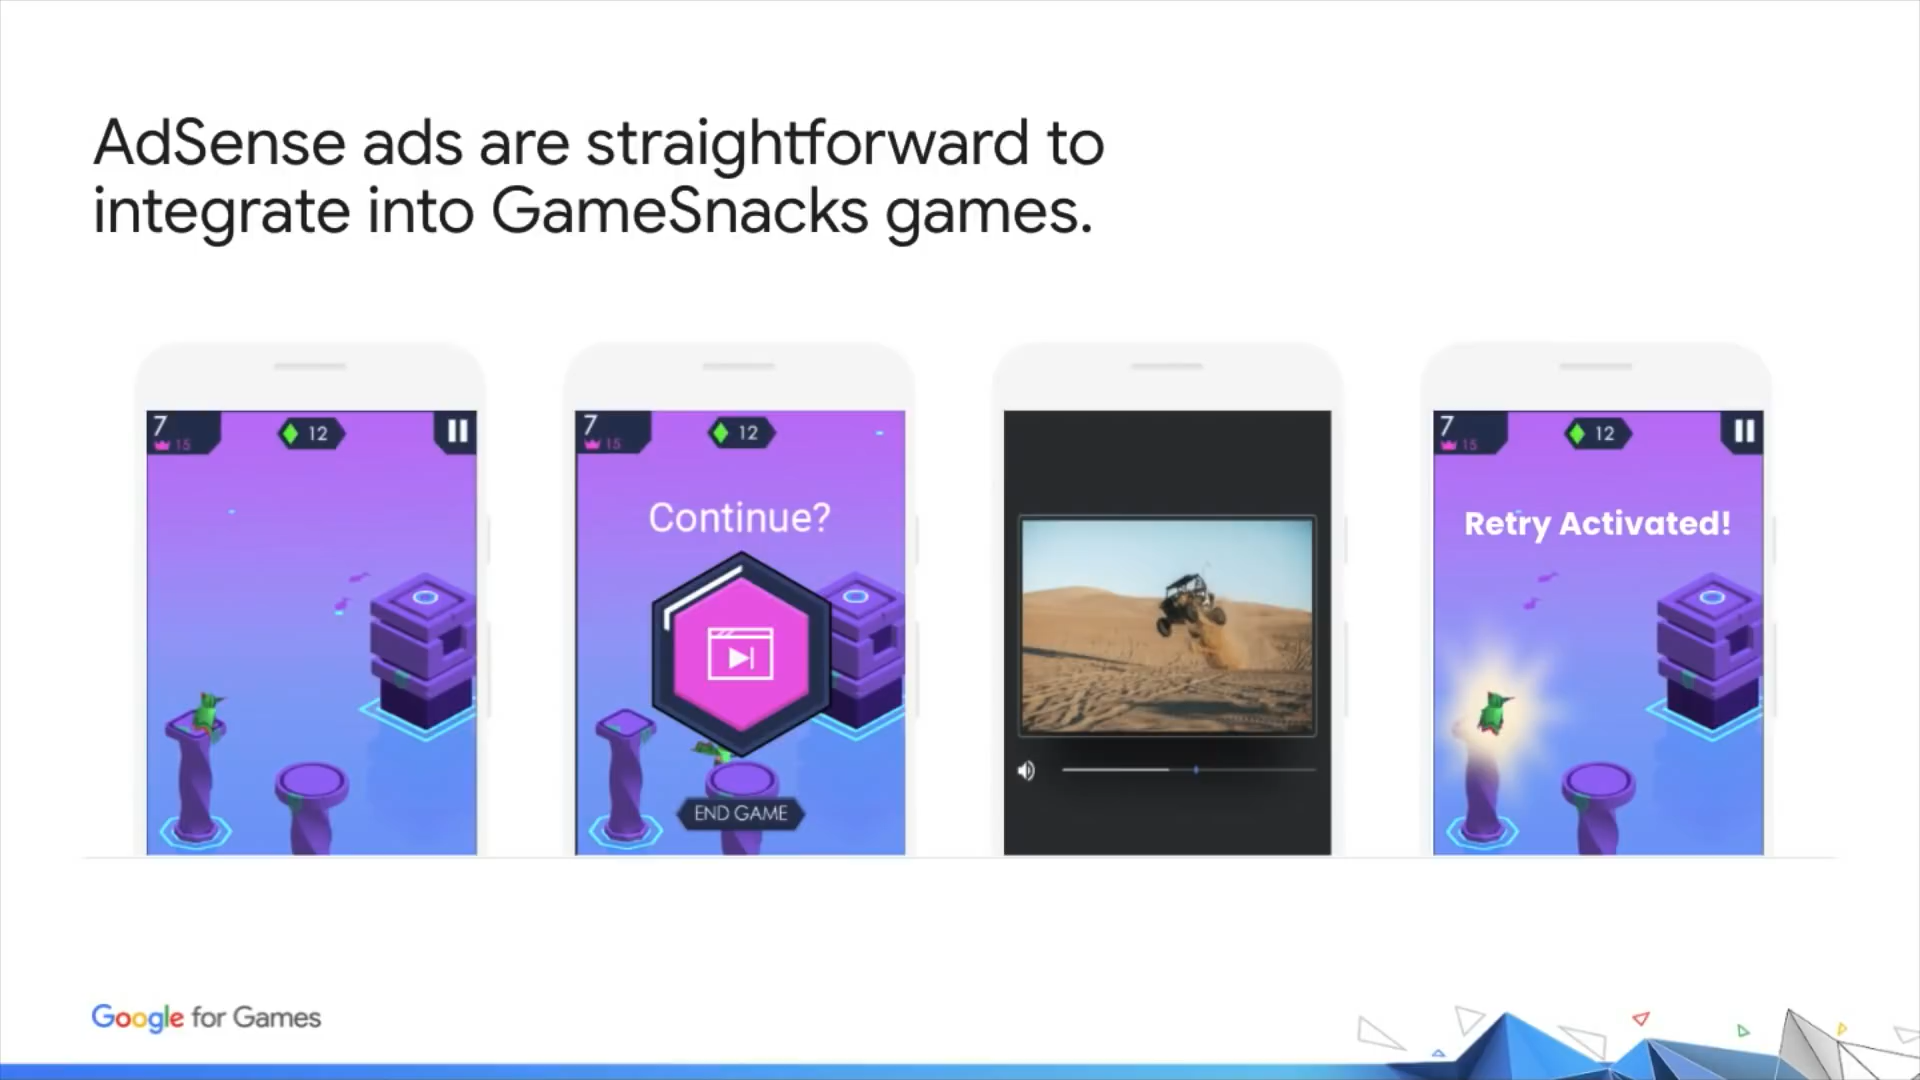 AdSense ads are straightforward to
integrate into GameSnacks games.
7
15
12
7
15
12
Continue?
END GAME
7
15
12
Retry Activated!
Google for Games